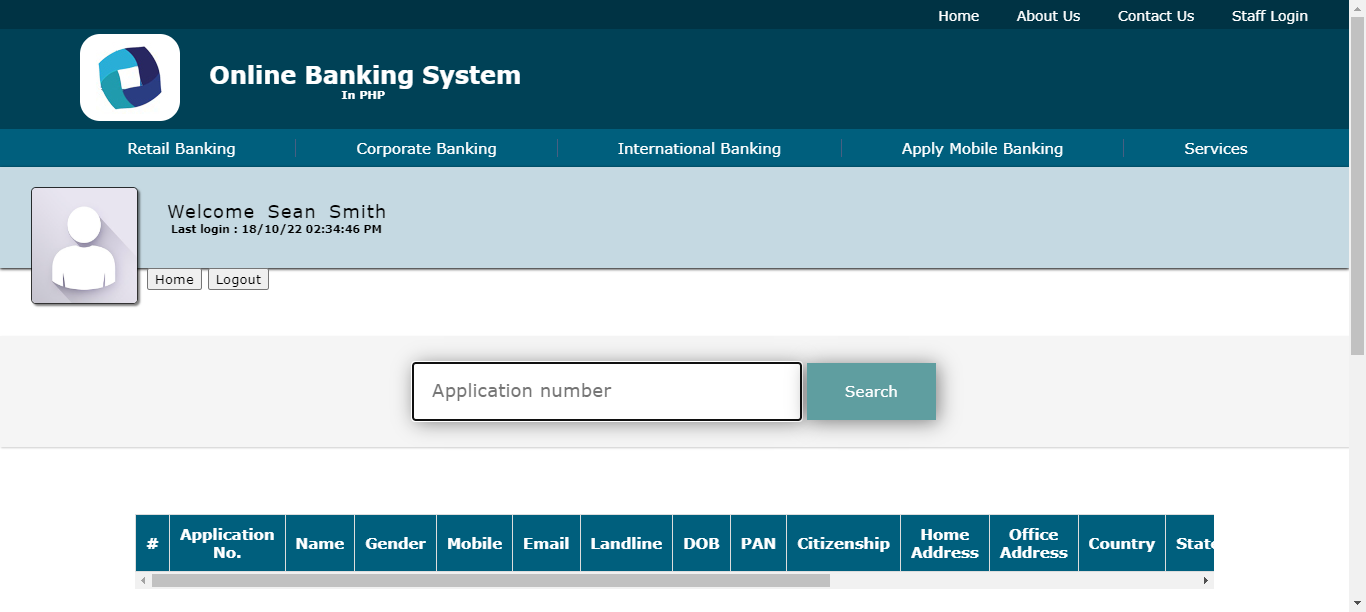 Home About Us Contact Us Staff Login
Online Banking System
In PHP
Retail Banking Corporate Banking International Banking Apply Mobile Banking Services
Welcome Sean Smith
Last login : 18/10/22 02:34:46 PM
Home Logout
Application number Search
# Application No. Name Gender Mobile Email Landline DOB PAN Citizenship Home Address Office Address Country State